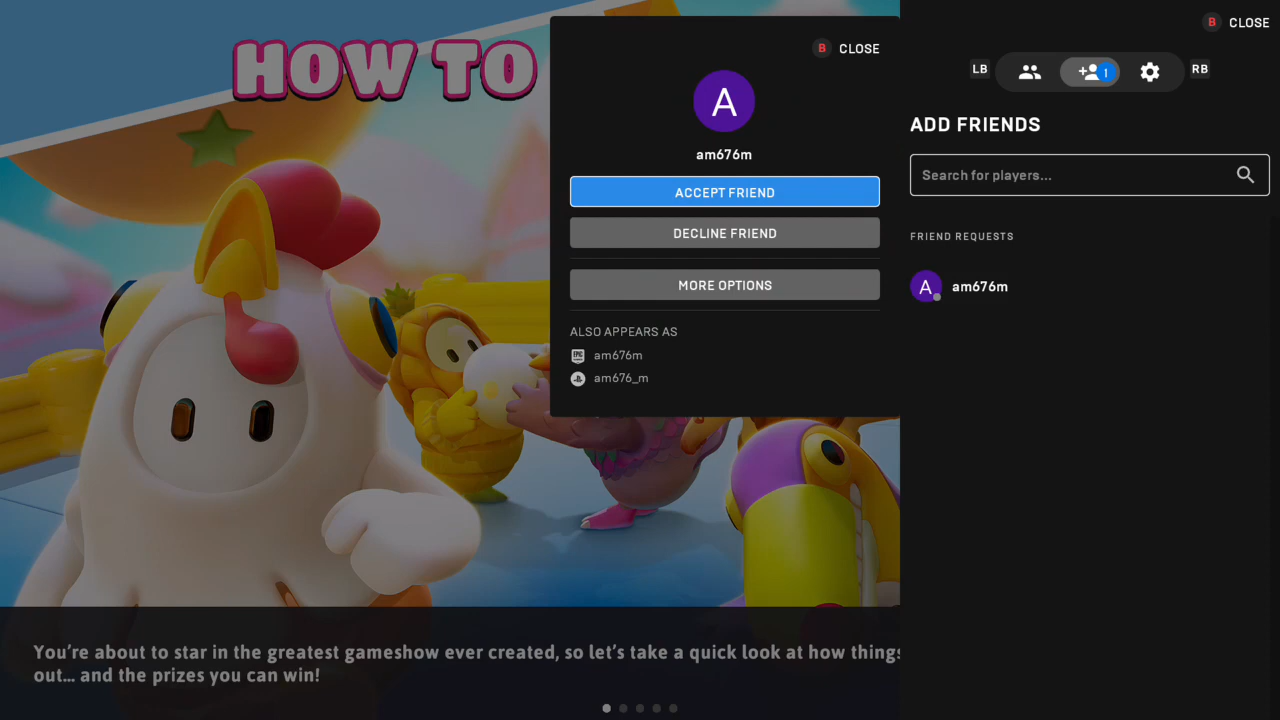 HOW TO
B CLOSE
A
am676m
ACCEPT FRIEND
DECLINE FRIEND
MORE OPTIONS
ALSO APPEARS AS
EPIC am676m
am676_m
B CLOSE
LB 1 RB
ADD FRIENDS
Search for players...
FRIEND REQUESTS
A am676m
You're about to star in the greatest gameshow ever created, so let's take a quick look at how things
out... and the prizes you can win!